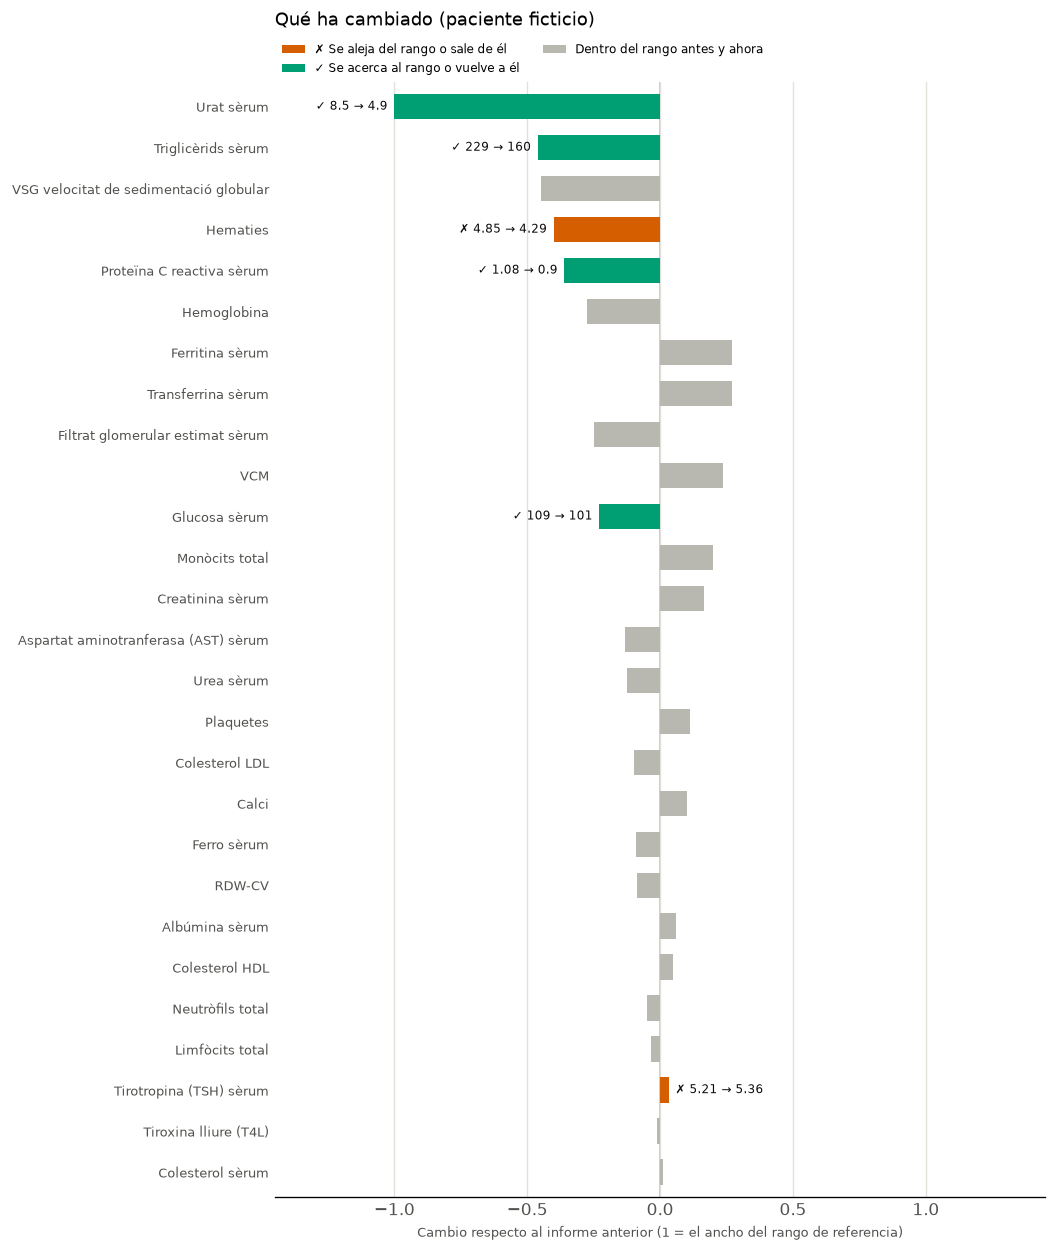 Qué ha cambiado (paciente ficticio)
✗ Se aleja del rango o sale de él
Dentro del rango antes y ahora
✓ Se acerca al rango o vuelve a él
Urat sèrum ✓ 8.5 → 4.9
Triglicèrids sèrum ✓ 229 → 160
VSG velocitat de sedimentació globular
Hematies ✗ 4.85 → 4.29
Proteïna C reactiva sèrum ✓ 1.08 → 0.9
Hemoglobina
Ferritina sèrum
Transferrina sèrum
Filtrat glomerular estimat sèrum
VCM
Glucosa sèrum ✓ 109 → 101
Monòcits total
Creatinina sèrum
Aspartat aminotranferasa (AST) sèrum
Urea sèrum
Plaquetes
Colesterol LDL
Calci
Ferro sèrum
RDW-CV
Albúmina sèrum
Colesterol HDL
Neutròfils total
Limfòcits total
Tirotropina (TSH) sèrum ✗ 5.21 → 5.36
Tiroxina lliure (T4L)
Colesterol sèrum
−1.0 −0.5 0.0 0.5 1.0
Cambio respecto al informe anterior (1 = el ancho del rango de referencia)